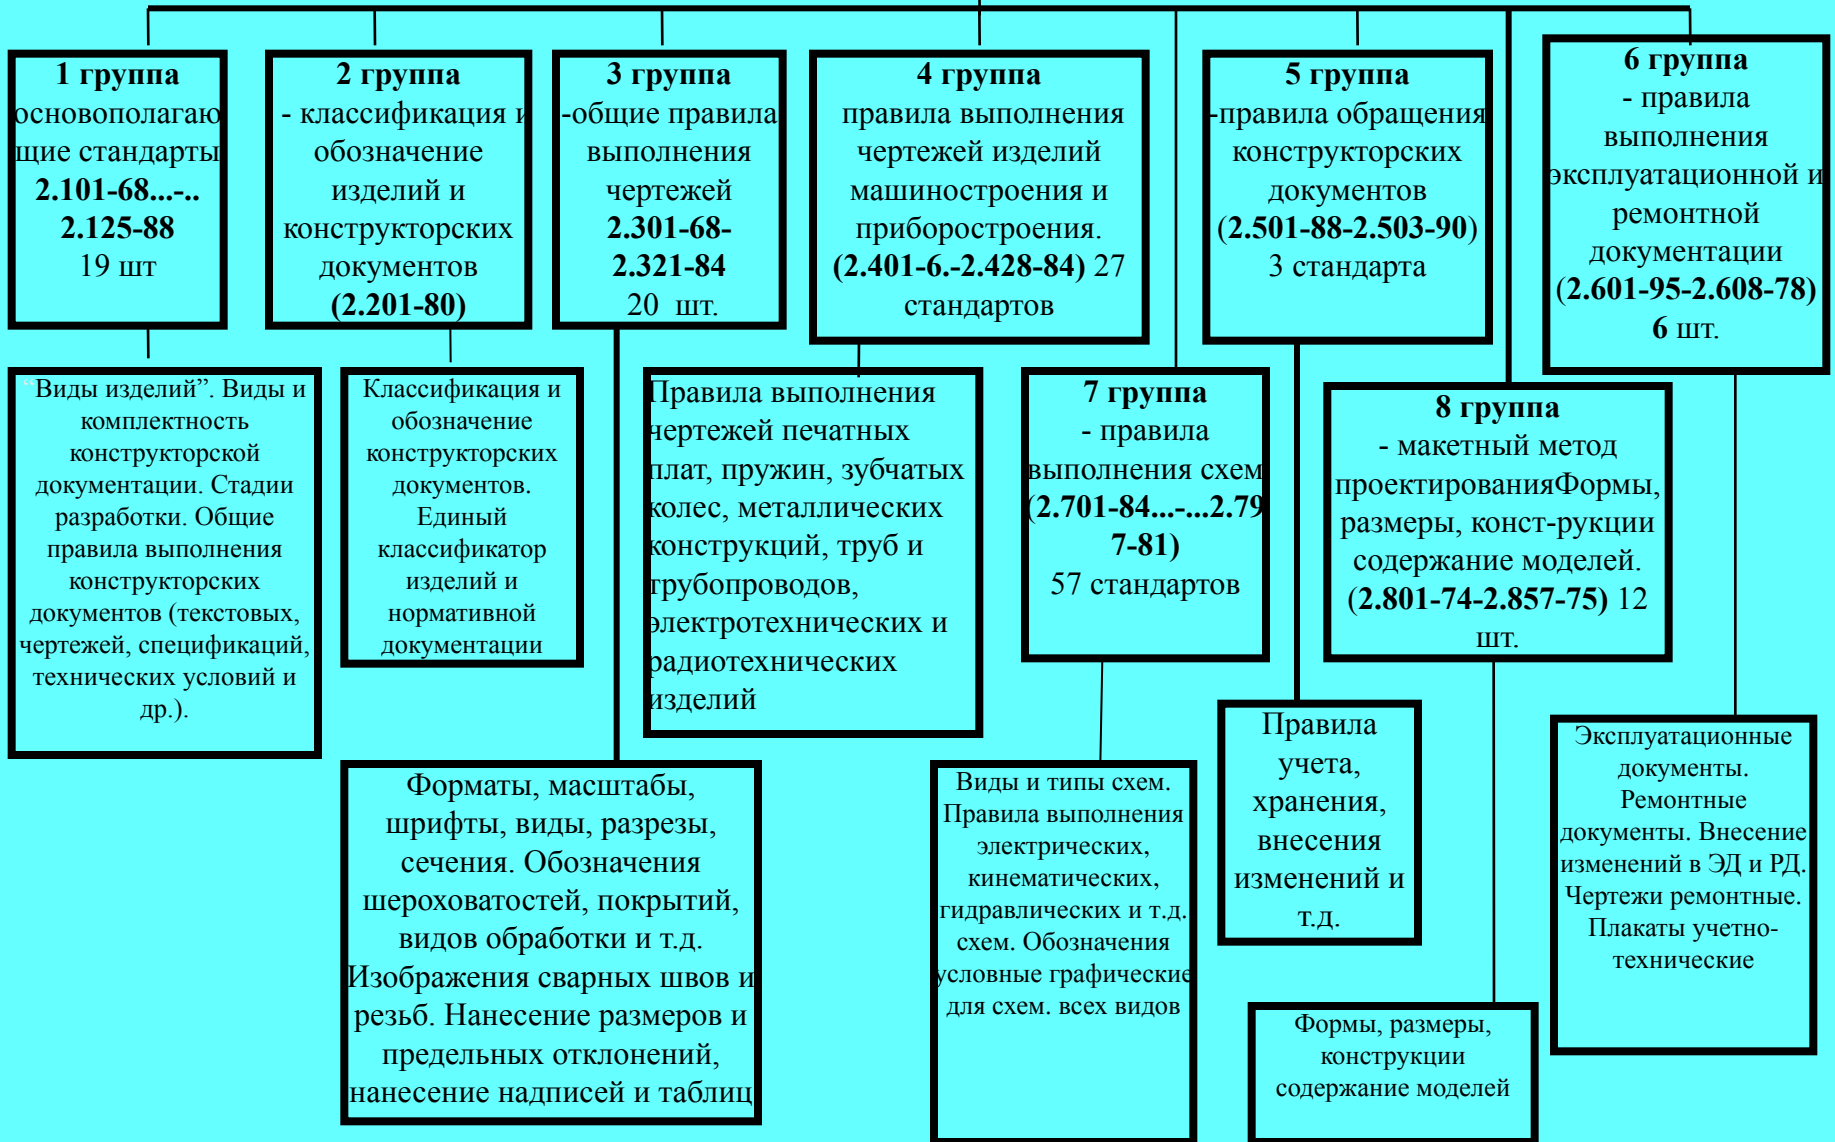 1 группа
основополагаю
щие стандарты
2.101-68...-..
2.125-88
19 шт
2 группа
- классификация и
обозначение
изделий и
конструкторских
документов
(2.201-80)
3 группа
-общие правила
выполнения
чертежей
2.301-68-
2.321-84
20 шт.
4 группа
правила выполнения
чертежей изделий
машиностроения и
приборостроения.
(2.401-6.-2.428-84) 27
стандартов
5 группа
-правила обращения
конструкторских
документов
(2.501-88-2.503-90)
3 стандарта
6 группа
- правила
выполнения
эксплуатационной и
ремонтной
документации
(2.601-95-2.608-78)
6 шт.
“Виды изделий”. Виды и
комплектность
конструкторской
документации. Стадии
разработки. Общие
правила выполнения
конструкторских
документов (текстовых,
чертежей, спецификаций,
технических условий и
др.).
Классификация и
обозначение
конструкторских
документов.
Единый
классификатор
изделий и
нормативной
документации
Правила выполнения
чертежей печатных
плат, пружин, зубчатых
колес, металлических
конструкций, труб и
трубопроводов,
электротехнических и
радиотехнических
изделий
7 группа
- правила
выполнения схем
(2.701-84...-...2.79
7-81)
57 стандартов
8 группа
- макетный метод
проектированияФормы,
размеры, конст-рукции
содержание моделей.
(2.801-74-2.857-75) 12
шт.
Форматы, масштабы,
шрифты, виды, разрезы,
сечения. Обозначения
шероховатостей, покрытий,
видов обработки и т.д.
Изображения сварных швов и
резьб. Нанесение размеров и
предельных отклонений,
нанесение надписей и таблиц
Виды и типы схем.
Правила выполнения
электрических,
кинематических,
гидравлических и т.д.
схем. Обозначения
условные графические
для схем. всех видов
Правила
учета,
хранения,
внесения
изменений и
т.д.
Формы, размеры,
конструкции
содержание моделей
Эксплуатационные
документы.
Ремонтные
документы. Внесение
изменений в ЭД и РД.
Чертежи ремонтные.
Плакаты учетно-
технические